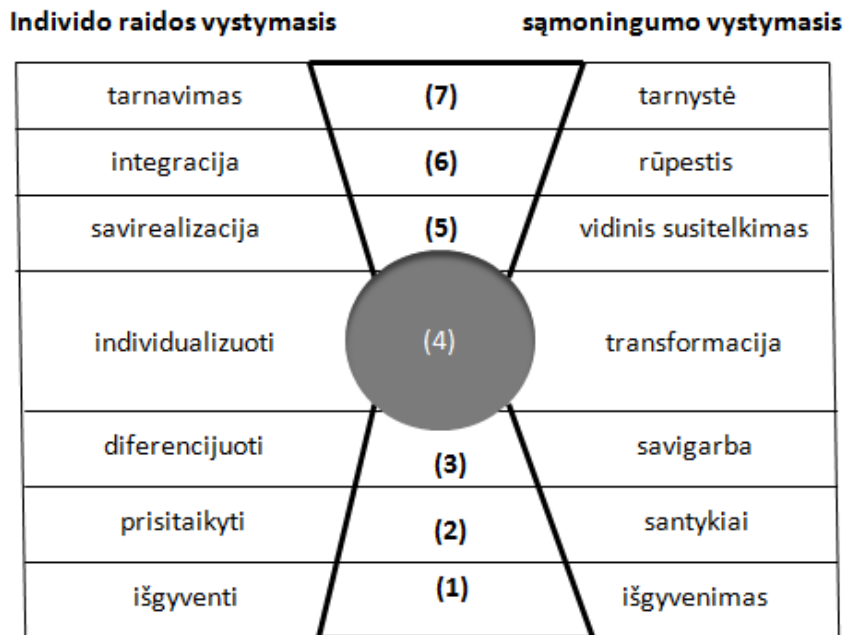 Individo raidos vystymasis sąmoningumo vystymasis
tarnavimas (7) tarnystė
integracija (6) rūpestis
savirealizacija (5) vidinis susitelkimas
individualizuoti (4) transformacija
diferencijuoti (3) savigarba
prisitaikyti (2) santykiai
išgyventi (1) išgyvenimas